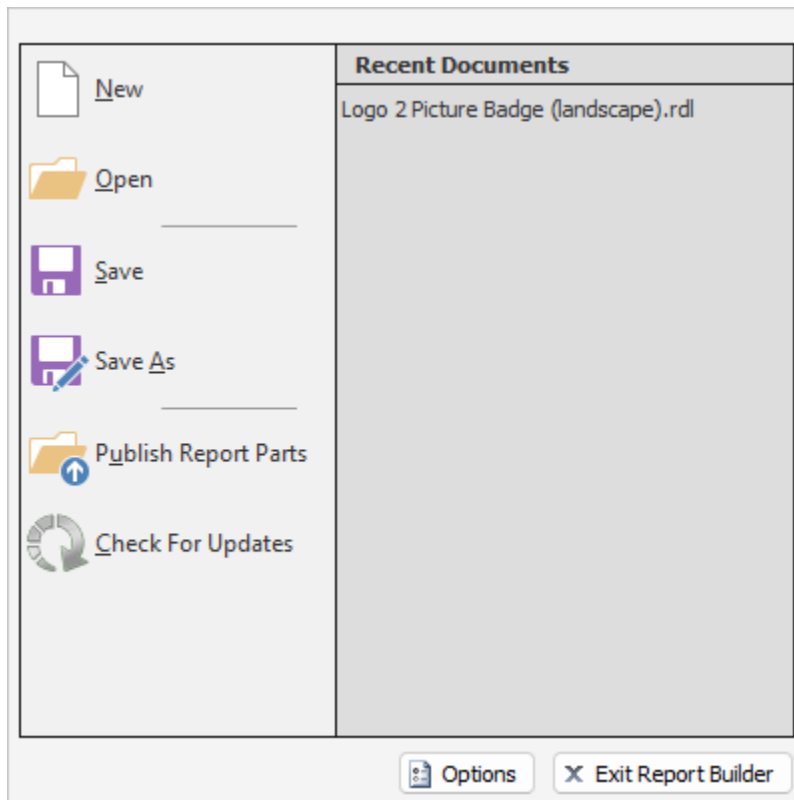 New
Open
Save
Save As
Publish Report Parts
Check For Updates
Recent Documents
Logo 2 Picture Badge (landscape).rdl
Options
Exit Report Builder